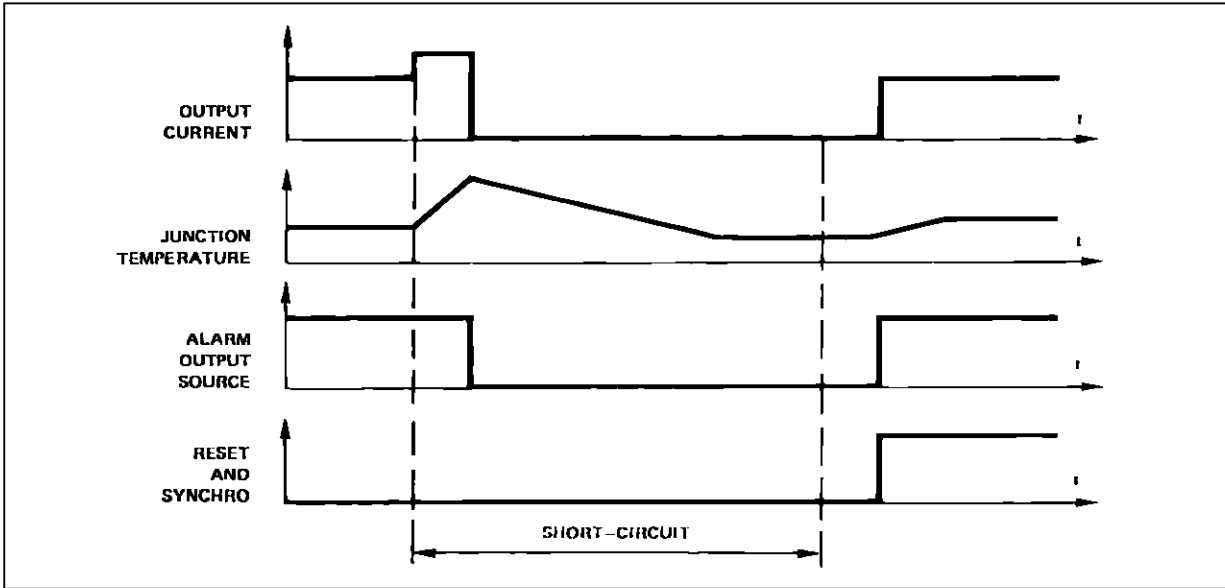 OUTPUT
CURRENT
t
JUNCTION
TEMPERATURE
t
ALARM
OUTPUT
SOURCE
t
RESET
AND
SYNCHRO
t
SHORT-CIRCUIT